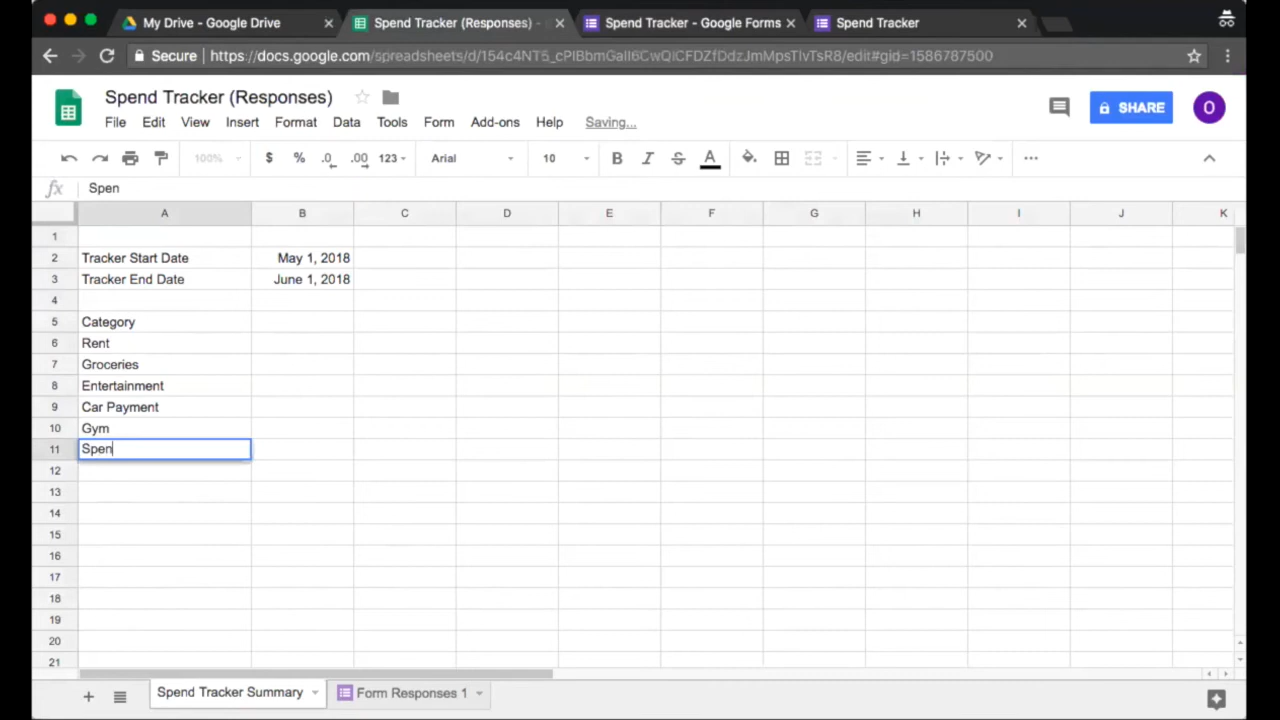 My Drive - Google Drive
Spend Tracker (Responses) -
Spend Tracker - Google Forms
Spend Tracker
Secure
Spend Tracker (Responses)
SHARE
O
File Edit View Insert Format Data Tools Form Add-ons Help Saving...
100% $ % .0 .00 123 Arial 10 B I S A
fx Spen
A B C D E F G H I J K
1
2 Tracker Start Date May 1, 2018
3 Tracker End Date June 1, 2018
4
5 Category
6 Rent
7 Groceries
8 Entertainment
9 Car Payment
10 Gym
11 Spen
12
13
14
15
16
17
18
19
20
21
Spend Tracker Summary Form Responses 1